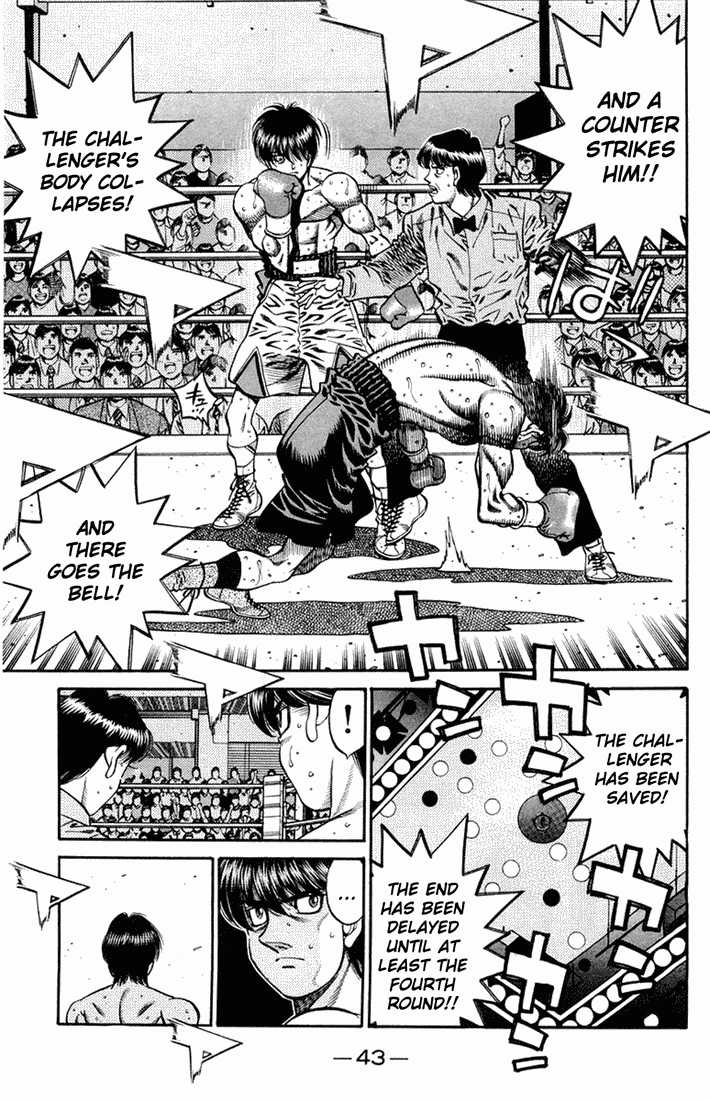 AND A
COUNTER
STRIKES
HIM!!
THE CHAL-
LENGER'S
BODY COL-
LAPSES!
AND
THERE
GOES THE
BELL!
THE CHAL-
LENGER
HAS BEEN
SAVED!
THE END
HAS BEEN
DELAYED
UNTIL AT
LEAST THE
FOURTH
ROUND!!
!
...
— 43 —